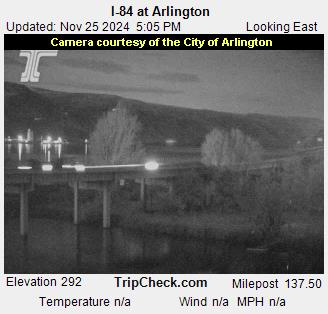 I-84 at Arlington
Updated: Nov 25 2024 5:05 PM Looking East
Camera courtesy of the City of Arlington
Elevation 292 TripCheck.com Milepost 137.50
Temperature n/a Wind n/a MPH n/a